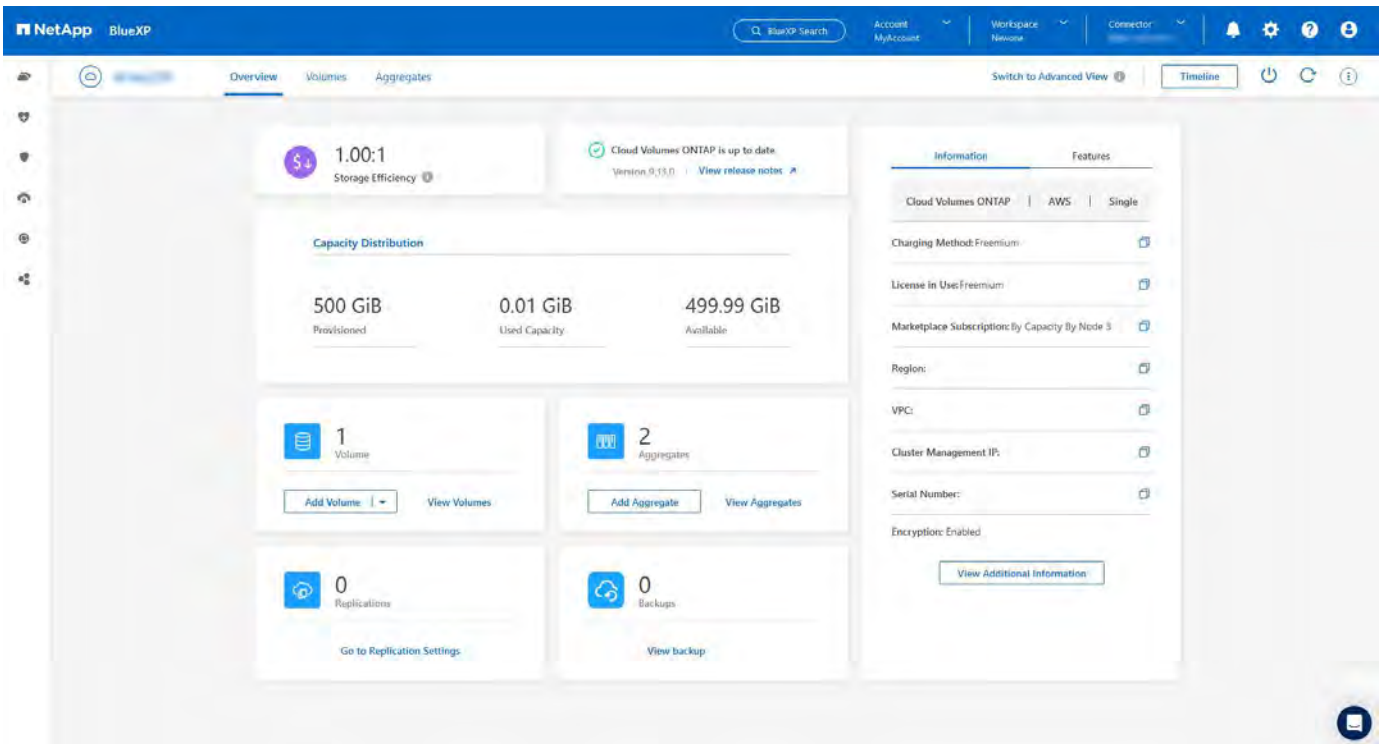 NetApp BlueXP
BlueXP Search
Account
MyAccount
Workspace
Newone
Connector
Overview Volumes Aggregates
Switch to Advanced View
Timeline
1.00:1
Storage Efficiency
Cloud Volumes ONTAP is up to date
Version 9.13.0 | View release notes
Capacity Distribution
500 GiB
Provisioned
0.01 GiB
Used Capacity
499.99 GiB
Available
1
Volume
Add Volume View Volumes
2
Aggregates
Add Aggregate View Aggregates
0
Replications
Go to Replication Settings
0
Backups
View backup
Information Features
Cloud Volumes ONTAP | AWS | Single
Charging Method: Freemium
License in Use: Freemium
Marketplace Subscription: By Capacity By Node 3
Region:
VPC:
Cluster Management IP:
Serial Number:
Encryption: Enabled
View Additional Information